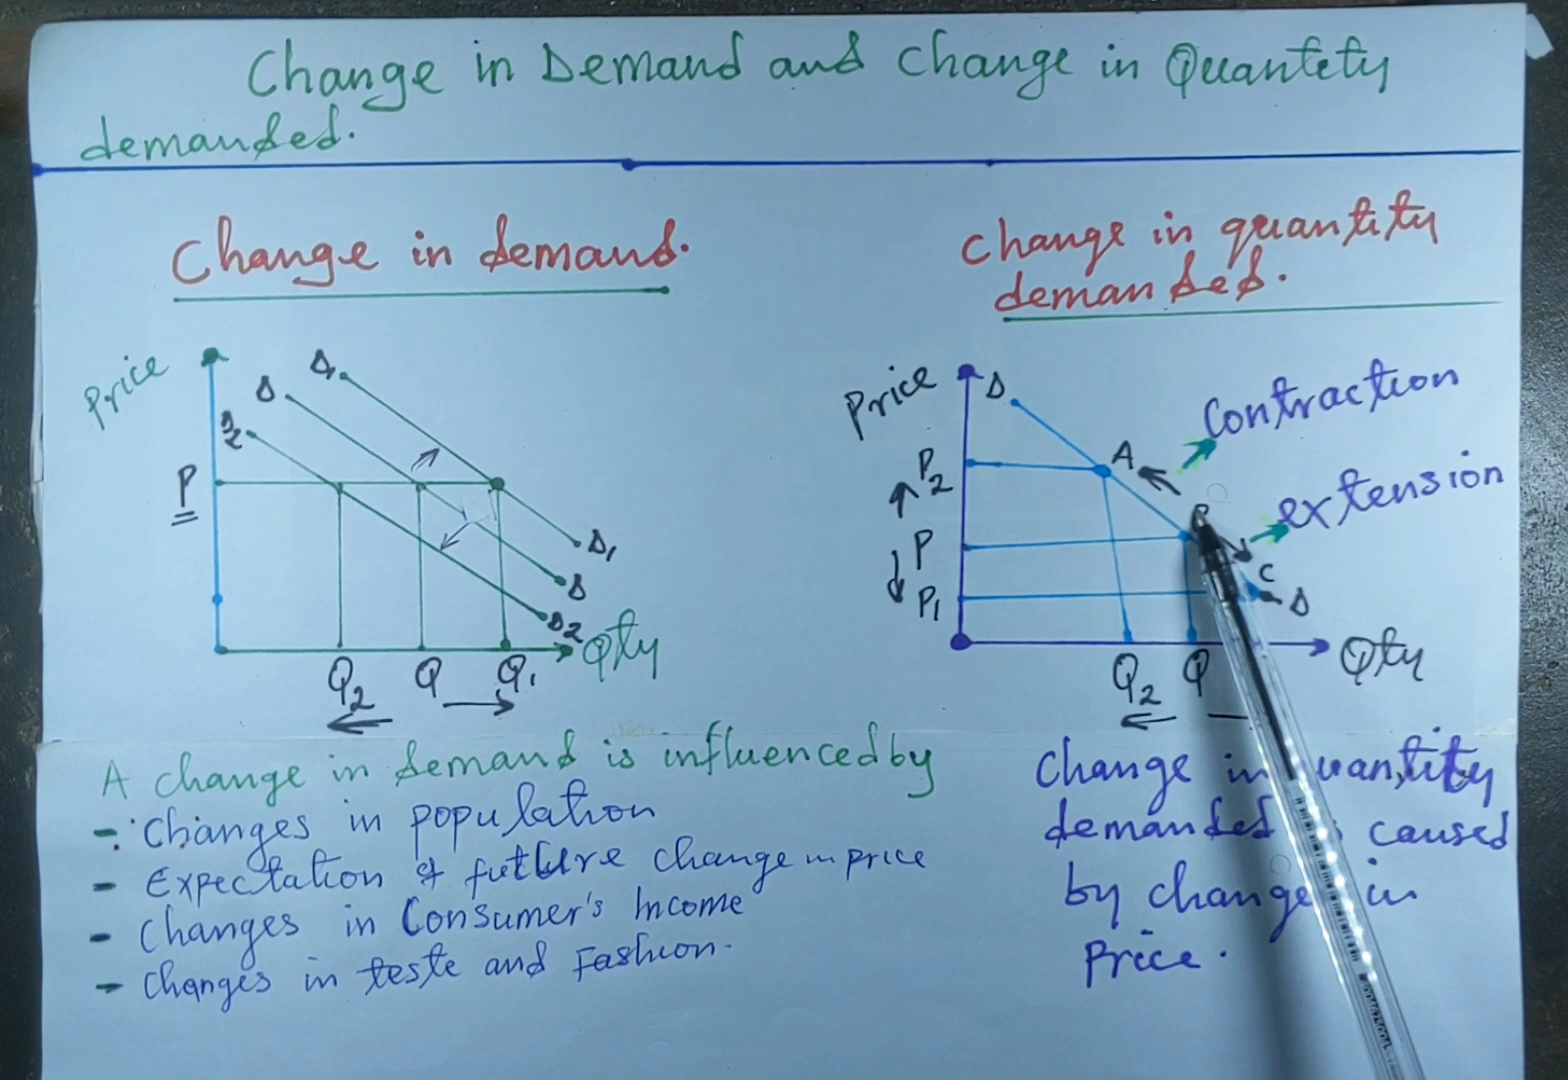 Change in Demand and Change in Quantety
demanded.
Change in demand.
Change in quantity
demanded.
Price
D
D
P
D1
D
D2
Qty
Q2 Q Q1
Price
D
Contraction
A
P2
extension
P
C
P1
D
Qty
Q2 Q
A change in demand is influenced by
- Changes in population
- Expectation of future change in price
- Changes in Consumer's Income
- Changes in teste and Fashion.
Change in
demanded caused
by change in
Price.